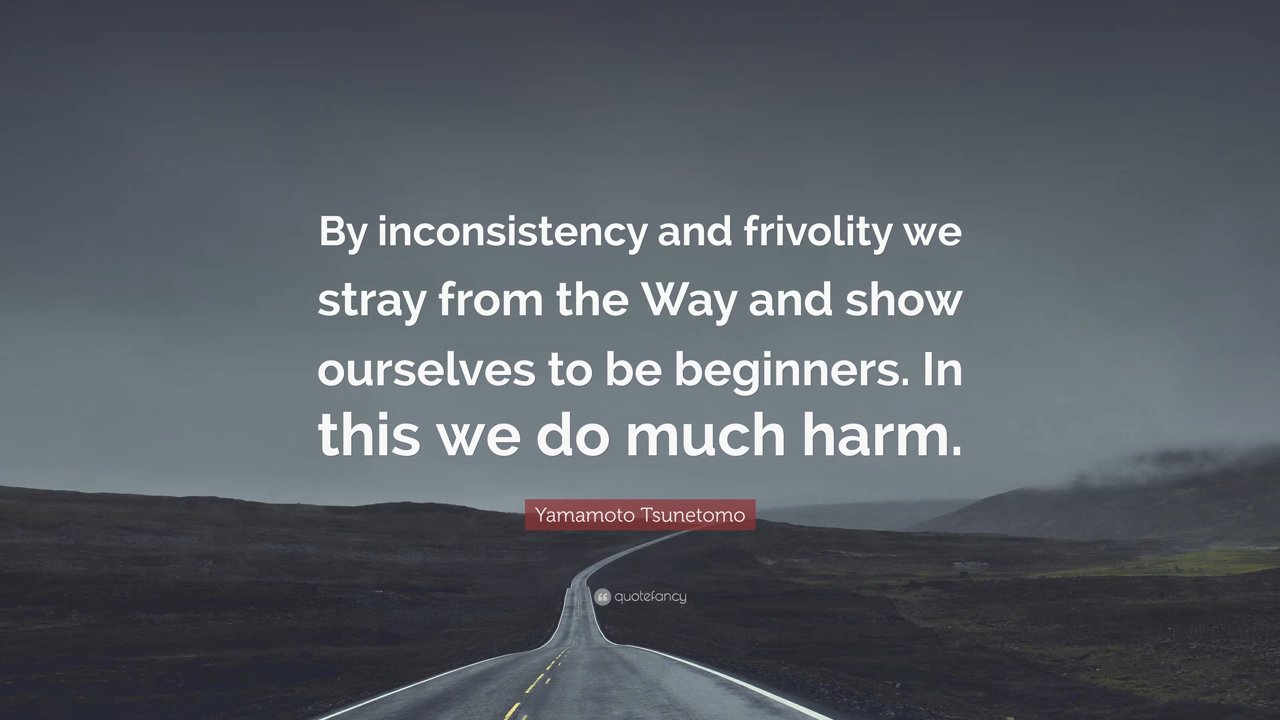 By inconsistency and frivolity we
stray from the Way and show
ourselves to be beginners. In
this we do much harm.
Yamamoto Tsunetomo
quotefancy